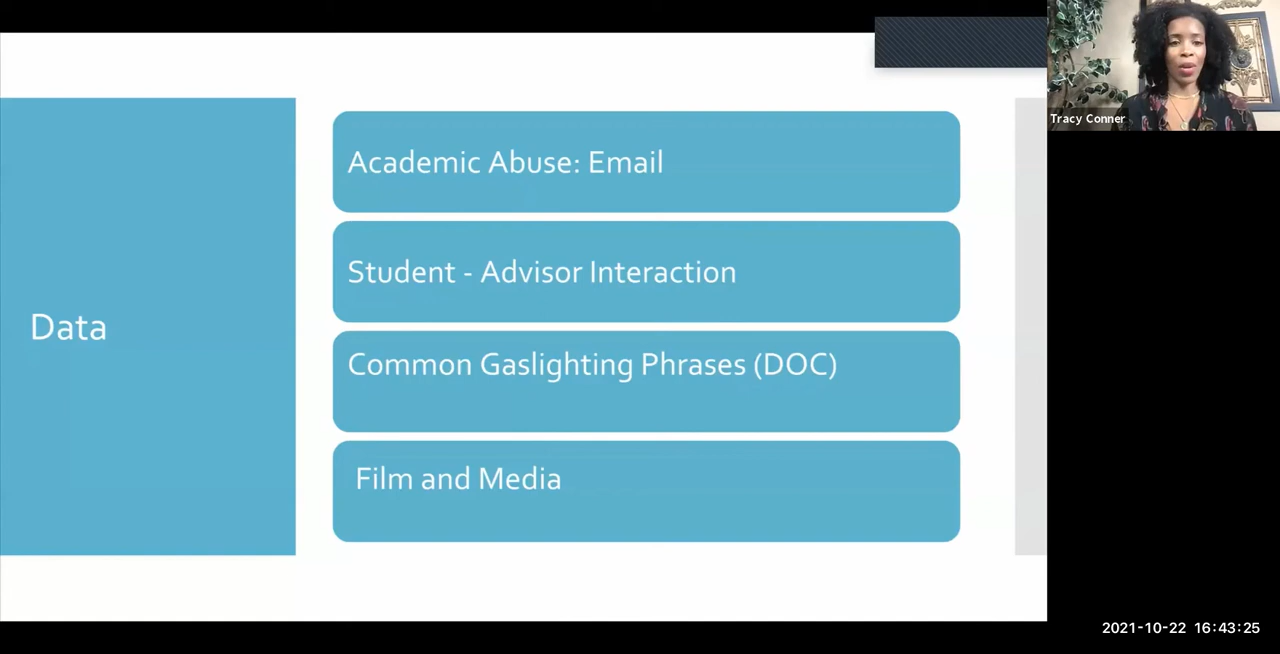 Tracy Conner
Data
Academic Abuse: Email
Student - Advisor Interaction
Common Gaslighting Phrases (DOC)
Film and Media
2021-10-22 16:43:25